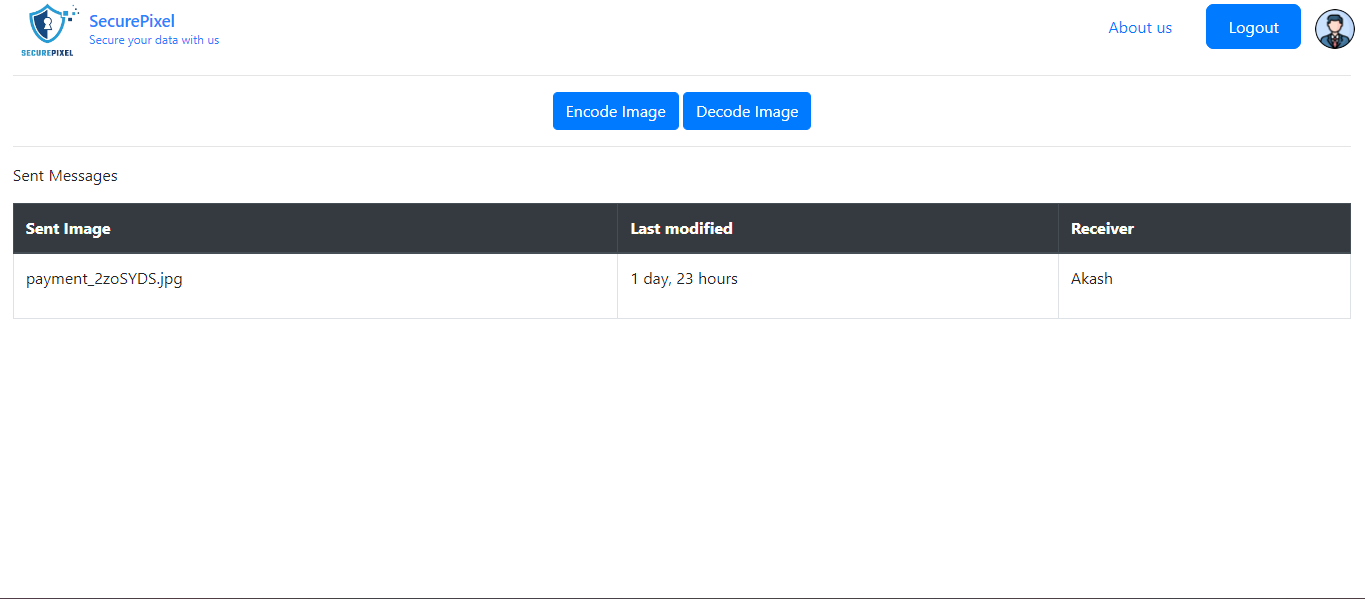 SECUREPIXEL
SecurePixel
Secure your data with us
About us
Logout
Encode Image Decode Image
Sent Messages
Sent Image Last modified Receiver
payment_2zoSYDS.jpg 1 day, 23 hours Akash